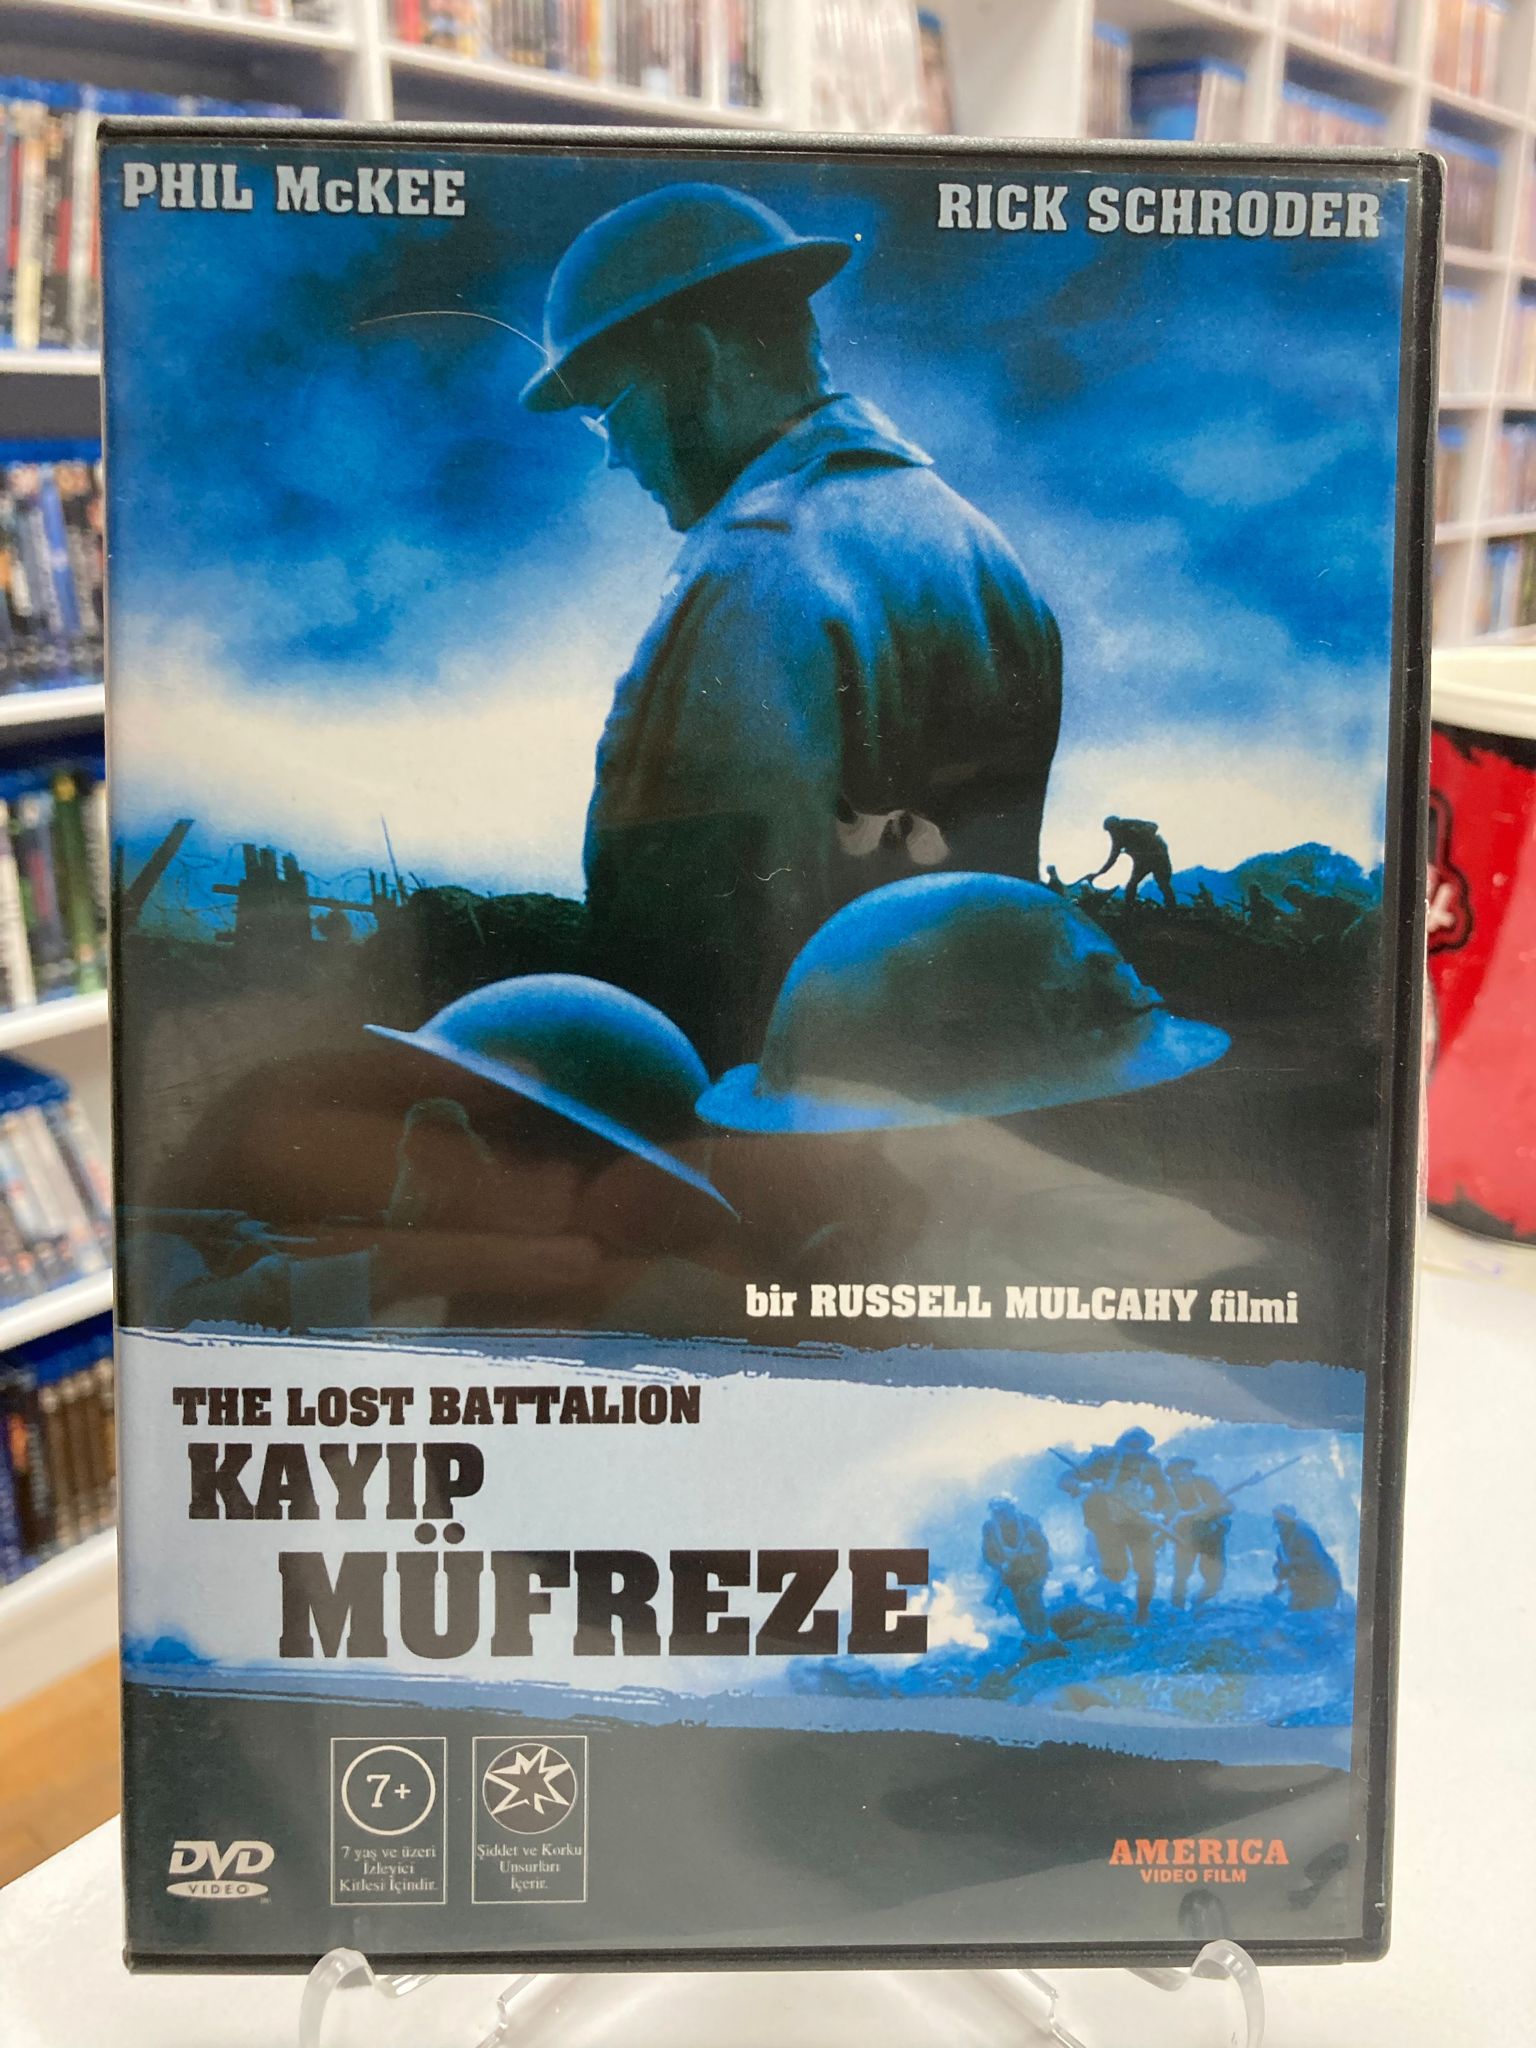 PHIL McKEE
RICK SCHRODER
bir RUSSELL MULCAHY filmi
THE LOST BATTALION
KAYIP
MÜFREZE
7+
7 yaş ve üzeri
İzleyici
Kitlesi İçindir.
Şiddet ve Korku
Unsurları
İçerir.
DVD
VIDEO
AMERICA
VIDEO FILM